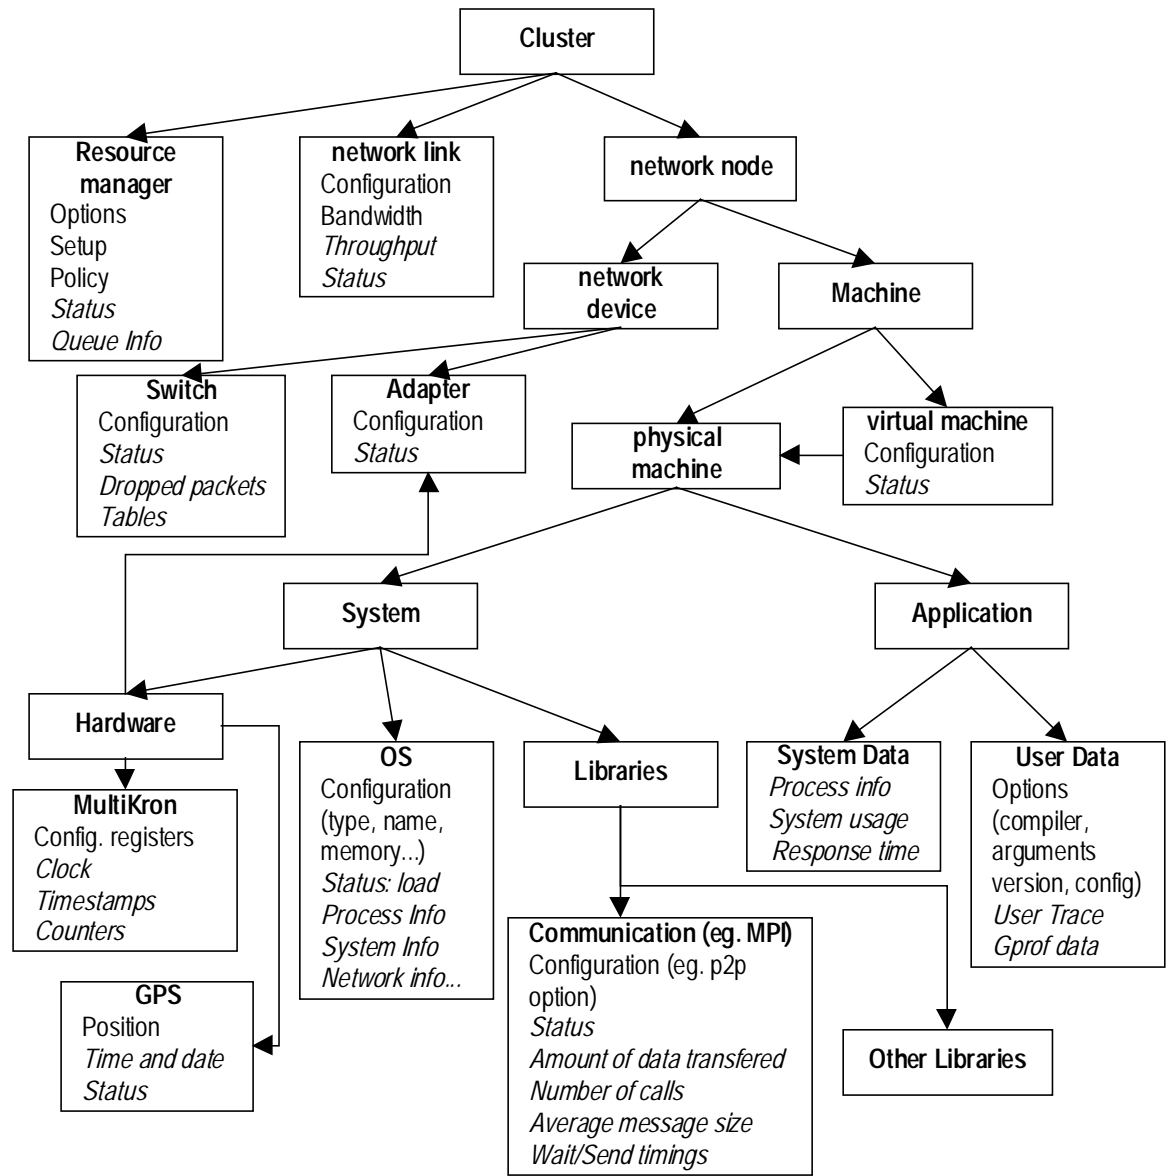 Cluster
Resource
manager
Options
Setup
Policy
Status
Queue Info
network link
Configuration
Bandwidth
Throughput
Status
network node
network
device
Machine
Switch
Configuration
Status
Dropped packets
Tables
Adapter
Configuration
Status
physical
machine
virtual machine
Configuration
Status
System
Application
Hardware
MultiKron
Config. registers
Clock
Timestamps
Counters
GPS
Position
Time and date
Status
OS
Configuration
(type, name,
memory...)
Status: load
Process Info
System Info
Network info...
Libraries
Communication (eg. MPI)
Configuration (eg. p2p
option)
Status
Amount of data transfered
Number of calls
Average message size
Wait/Send timings
Other Libraries
System Data
Process info
System usage
Response time
User Data
Options
(compiler,
arguments
version, config)
User Trace
Gprof data